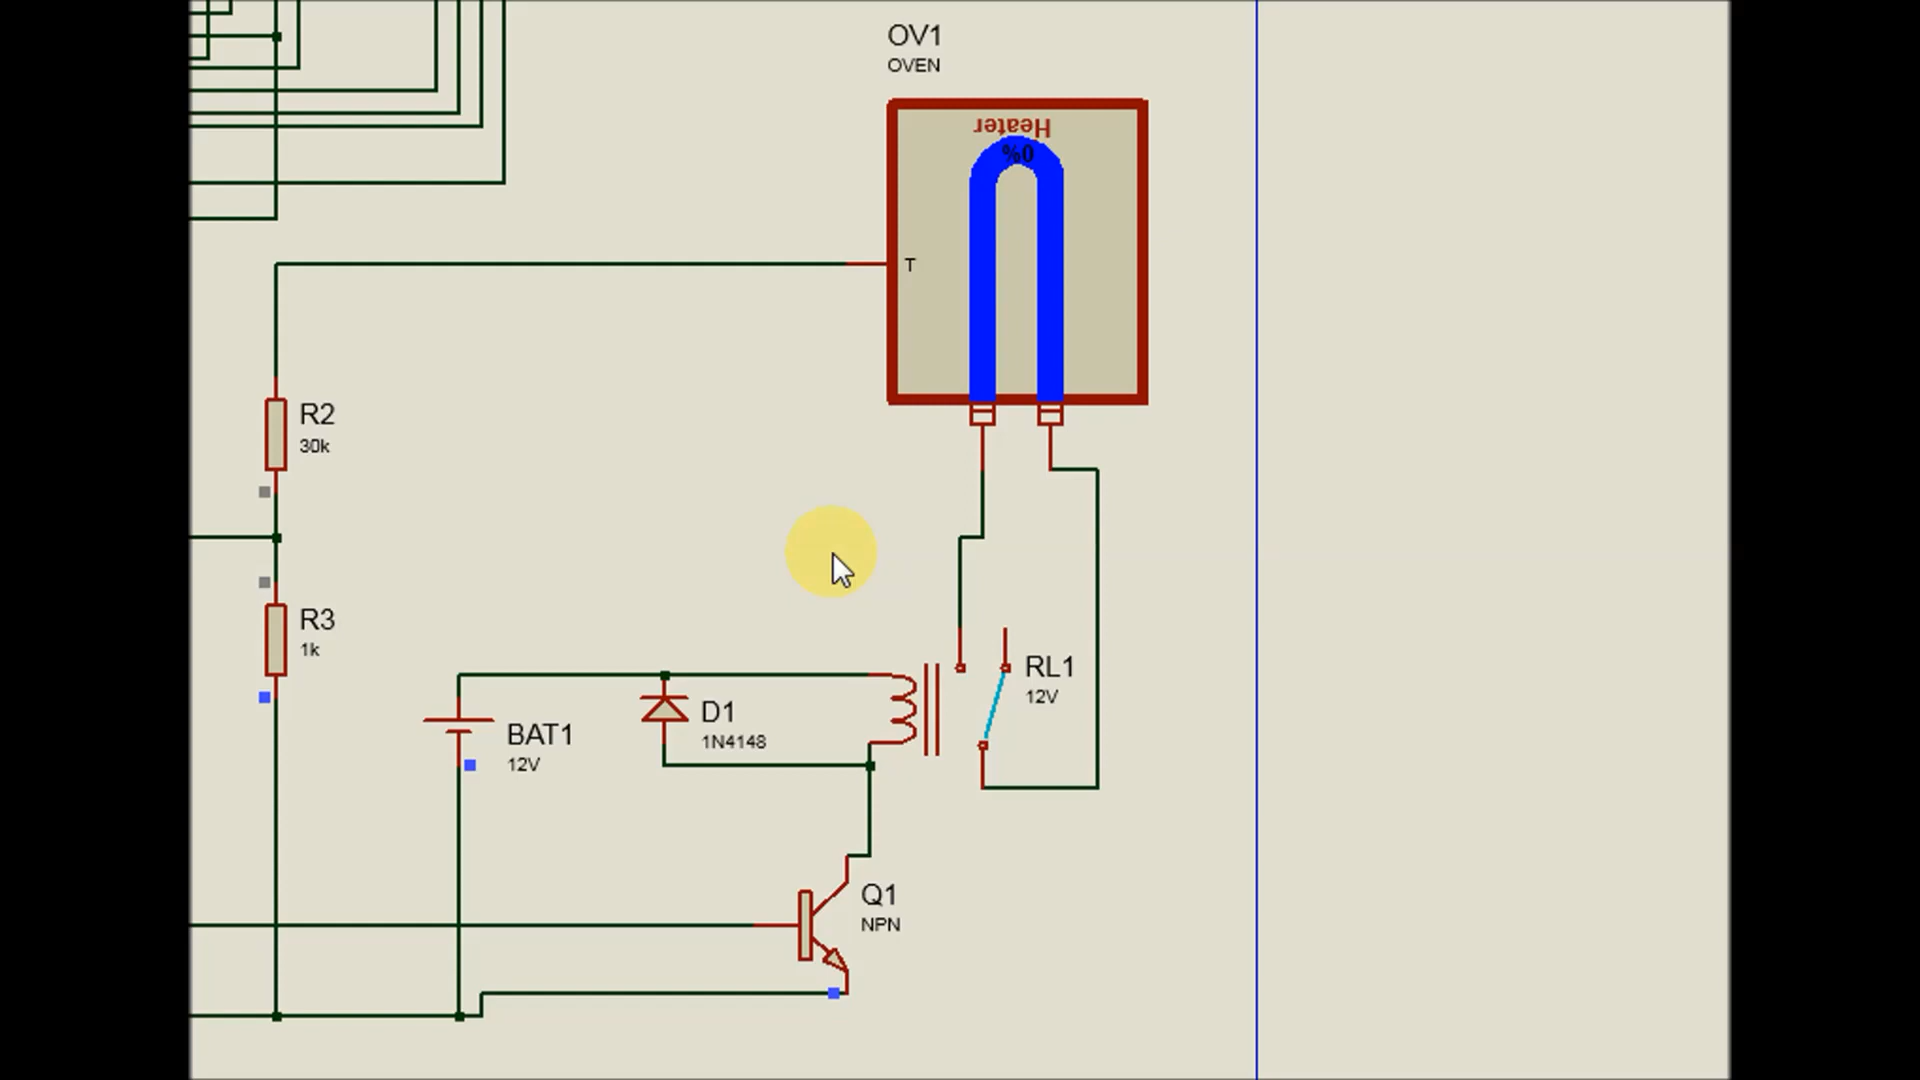 OV1
OVEN
Heater
0%
T
R2
30k
R3
1k
RL1
12V
D1
1N4148
BAT1
12V
Q1
NPN